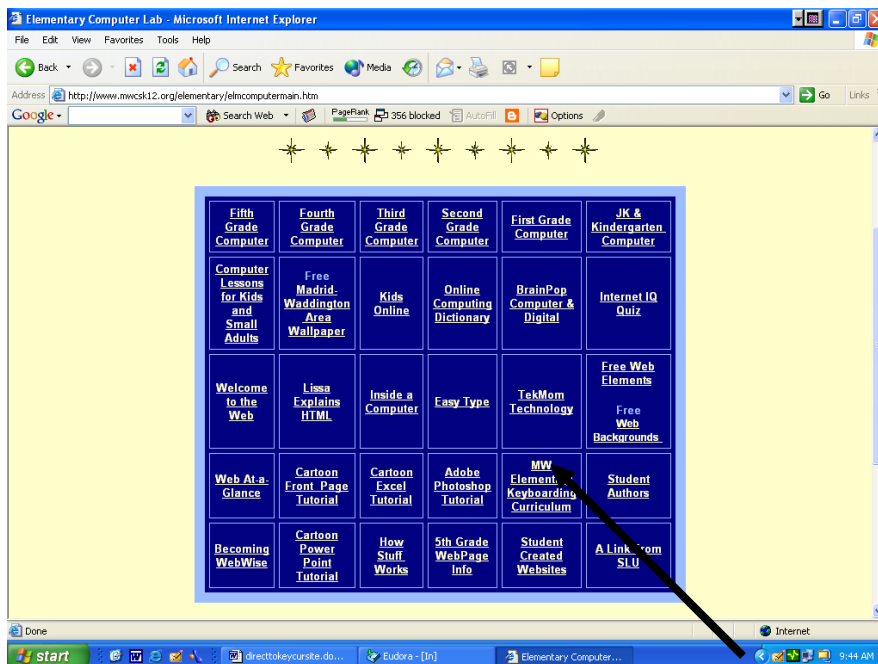 Elementary Computer Lab - Microsoft Internet Explorer
File Edit View Favorites Tools Help
Back Search Favorites Media
Address http://www.mwcsk12.org/elementary/elmcomputermain.htm Go Links
Google Search Web PageRank 356 blocked AutoFill Options
Fifth
Grade
Computer
Fourth
Grade
Computer
Third
Grade
Computer
Second
Grade
Computer
First Grade
Computer
JK &
Kindergarten
Computer
Computer
Lessons
for Kids
and
Small
Adults
Free
Madrid-
Waddington
Area
Wallpaper
Kids
Online
Online
Computing
Dictionary
BrainPop
Computer &
Digital
Internet IQ
Quiz
Welcome
to the
Web
Lissa
Explains
HTML
Inside a
Computer
Easy Type
TekMom
Technology
Free Web
Elements
Free
Web
Backgrounds
Web At-a-
Glance
Cartoon
Front Page
Tutorial
Cartoon
Excel
Tutorial
Adobe
Photoshop
Tutorial
MW
Elementary
Keyboarding
Curriculum
Student
Authors
Becoming
WebWise
Cartoon
Power
Point
Tutorial
How
Stuff
Works
5th Grade
WebPage
Info
Student
Created
Websites
A Link From
SLU
Done Internet
start directtokeycursite.do... Eudora - [In] Elementary Computer... 9:44 AM